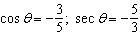 cos θ = -3/5; sec θ = -5/3